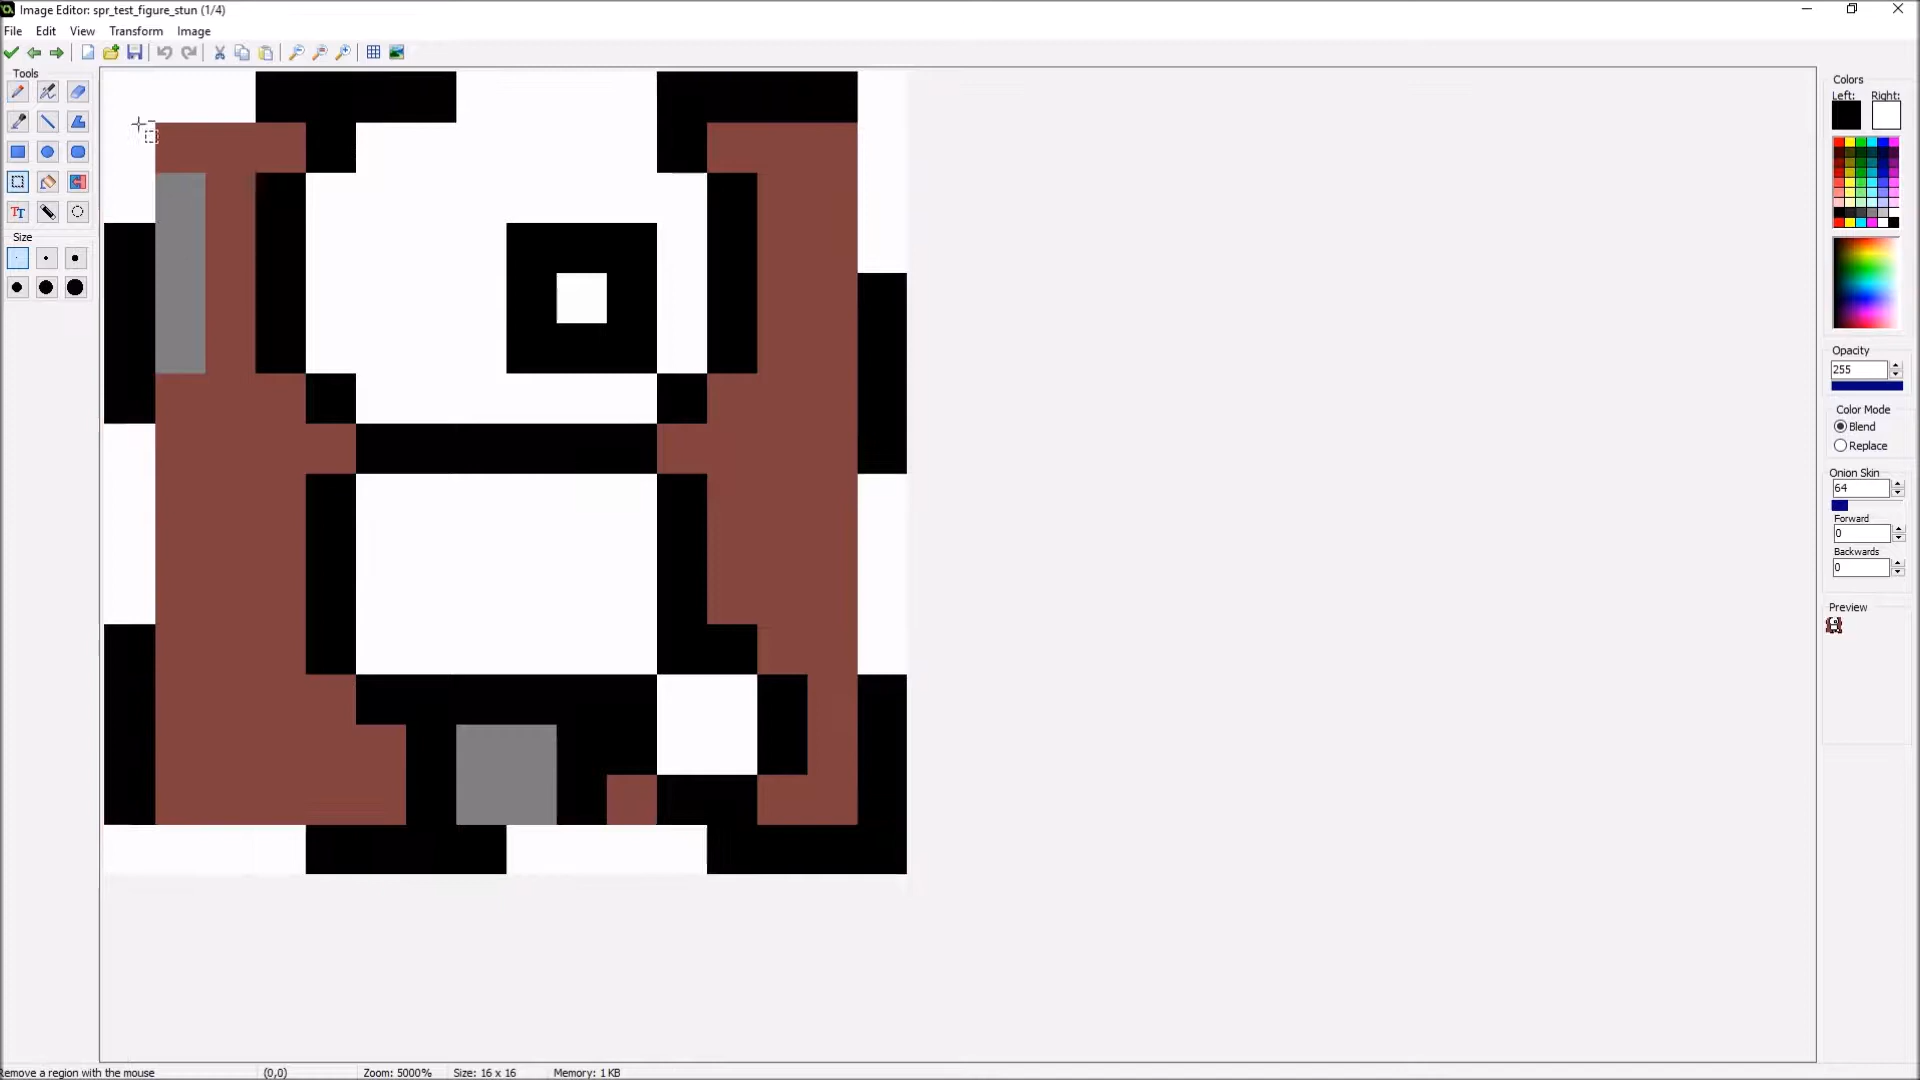 Image Editor: spr_test_figure_stun (1/4)
File Edit View Transform Image
Tools
Colors
Left: Right:
TT
Size
Opacity
255
Color Mode
Blend
Replace
Onion Skin
64
Forward
0
Backwards
0
Preview
Remove a region with the mouse (0,0) Zoom: 5000% Size: 16 x 16 Memory: 1 KB